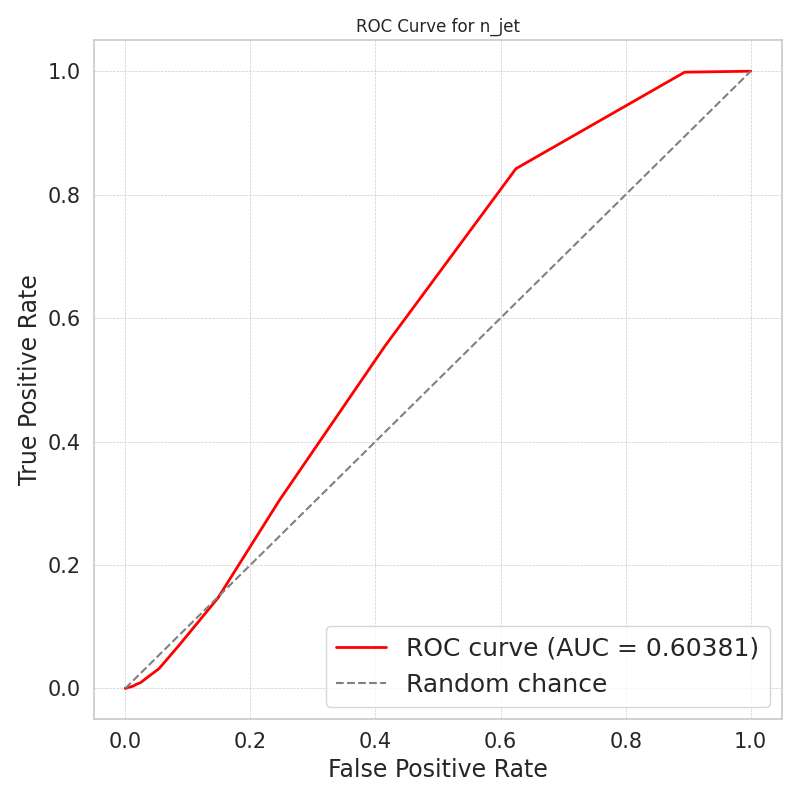 ROC Curve for n_jet
1.0
0.8
0.6
0.4
0.2
0.0
True Positive Rate
ROC curve (AUC = 0.60381)
Random chance
0.0 0.2 0.4 0.6 0.8 1.0
False Positive Rate